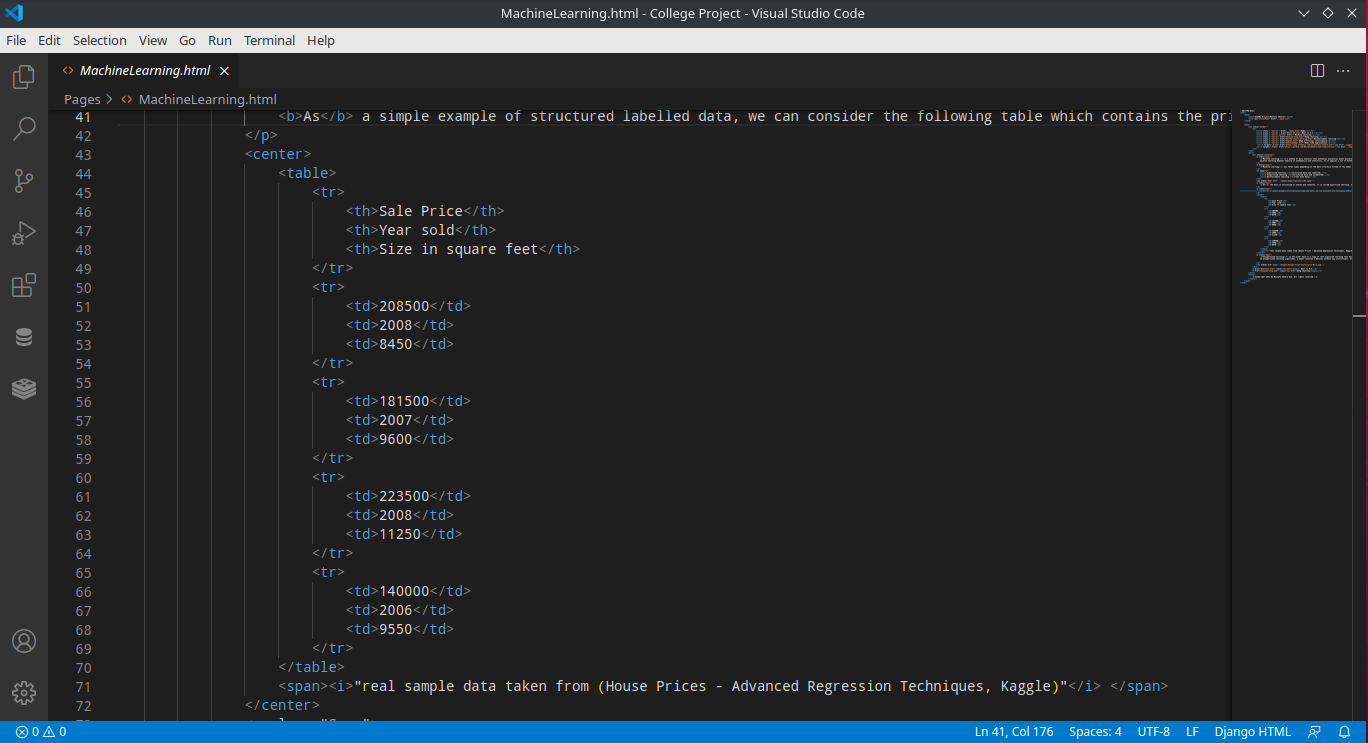 MachineLearning.html - College Project - Visual Studio Code
File Edit Selection View Go Run Terminal Help
<> MachineLearning.html
Pages > <> MachineLearning.html
41 <b>As</b> a simple example of structured labelled data, we can consider the following table which contains the pri
42 </p>
43 <center>
44 <table>
45 <tr>
46 <th>Sale Price</th>
47 <th>Year sold</th>
48 <th>Size in square feet</th>
49 </tr>
50 <tr>
51 <td>208500</td>
52 <td>2008</td>
53 <td>8450</td>
54 </tr>
55 <tr>
56 <td>181500</td>
57 <td>2007</td>
58 <td>9600</td>
59 </tr>
60 <tr>
61 <td>223500</td>
62 <td>2008</td>
63 <td>11250</td>
64 </tr>
65 <tr>
66 <td>140000</td>
67 <td>2006</td>
68 <td>9550</td>
69 </tr>
70 </table>
71 <span><i>"real sample data taken from (House Prices - Advanced Regression Techniques, Kaggle)"</i> </span>
72 </center>
0 0 Ln 41, Col 176 Spaces: 4 UTF-8 LF Django HTML